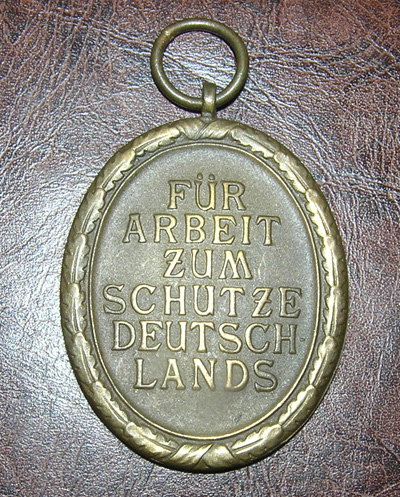 FÜR
ARBEIT
ZUM
SCHUTZE
DEUTSCH-
LANDS